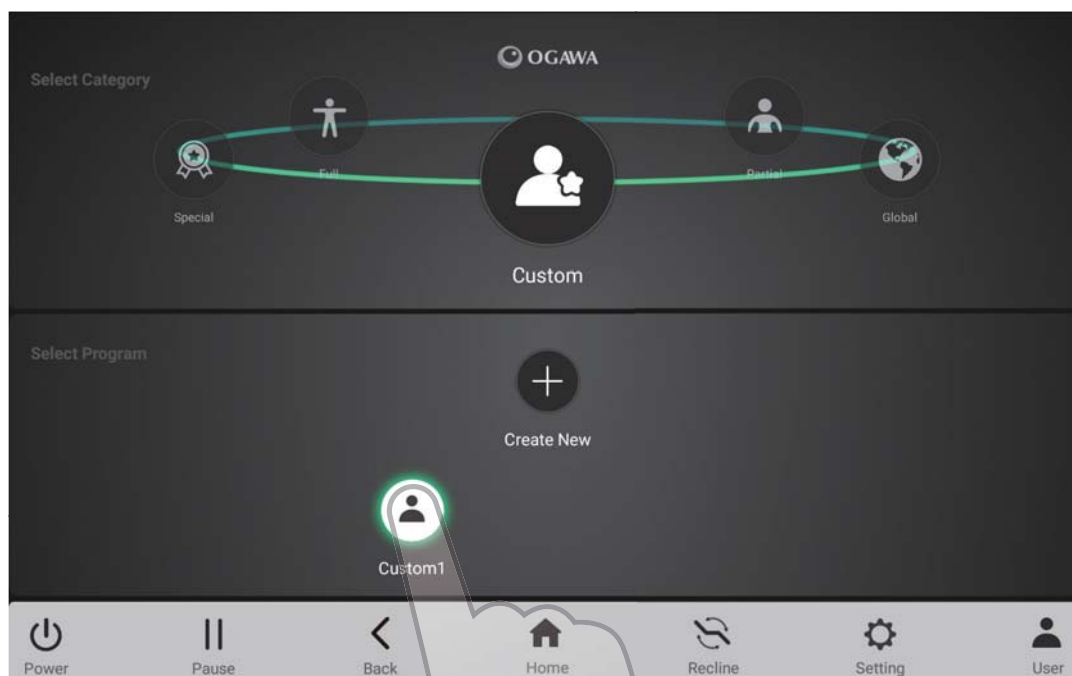 OGAWA
Select Category
Full
Partial
Special
Global
Custom
Select Program
Create New
Custom1
Power
Pause
Back
Home
Recline
Setting
User